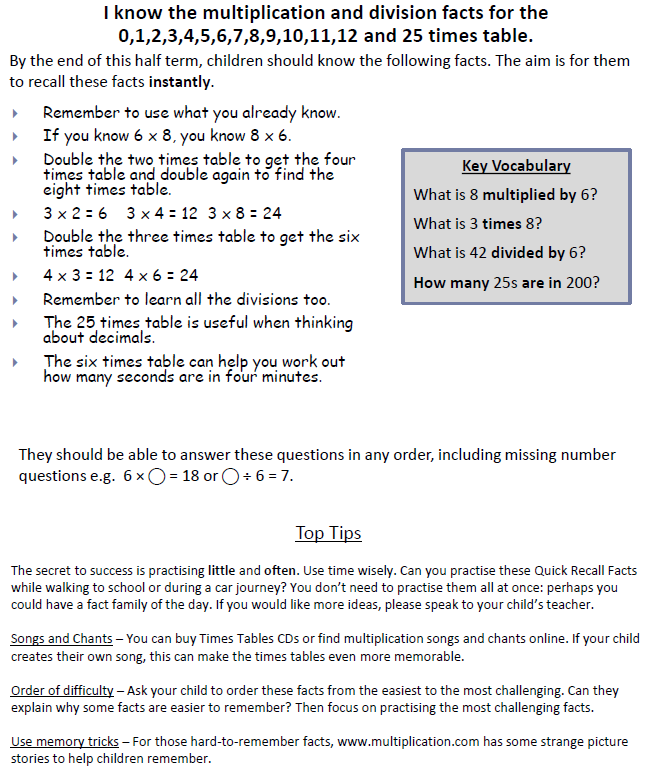 I know the multiplication and division facts for the
0,1,2,3,4,5,6,7,8,9,10,11,12 and 25 times table.
By the end of this half term, children should know the following facts. The aim is for them
to recall these facts instantly.
Remember to use what you already know.
If you know 6 x 8, you know 8 x 6.
Double the two times table to get the four
times table and double again to find the
eight times table.
3 x 2 = 6 3 x 4 = 12 3 x 8 = 24
Double the three times table to get the six
times table.
4 x 3 = 12 4 x 6 = 24
Remember to learn all the divisions too.
The 25 times table is useful when thinking
about decimals.
The six times table can help you work out
how many seconds are in four minutes.
Key Vocabulary
What is 8 multiplied by 6?
What is 3 times 8?
What is 42 divided by 6?
How many 25s are in 200?
They should be able to answer these questions in any order, including missing number
questions e.g. 6 × ◯ = 18 or ◯ ÷ 6 = 7.
Top Tips
The secret to success is practising little and often. Use time wisely. Can you practise these Quick Recall Facts
while walking to school or during a car journey? You don't need to practise them all at once: perhaps you
could have a fact family of the day. If you would like more ideas, please speak to your child's teacher.
Songs and Chants – You can buy Times Tables CDs or find multiplication songs and chants online. If your child
creates their own song, this can make the times tables even more memorable.
Order of difficulty – Ask your child to order these facts from the easiest to the most challenging. Can they
explain why some facts are easier to remember? Then focus on practising the most challenging facts.
Use memory tricks – For those hard-to-remember facts, www.multiplication.com has some strange picture
stories to help children remember.